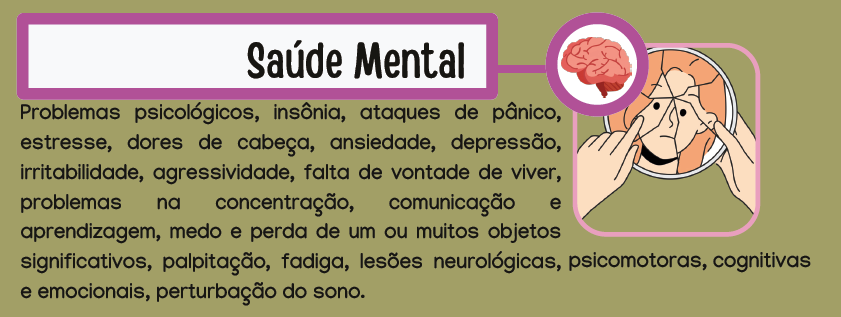 Saúde Mental
Problemas psicológicos, insônia, ataques de pânico,
estresse, dores de cabeça, ansiedade, depressão,
irritabilidade, agressividade, falta de vontade de viver,
problemas na concentração, comunicação e
aprendizagem, medo e perda de um ou muitos objetos
significativos, palpitação, fadiga, lesões neurológicas, psicomotoras, cognitivas
e emocionais, perturbação do sono.